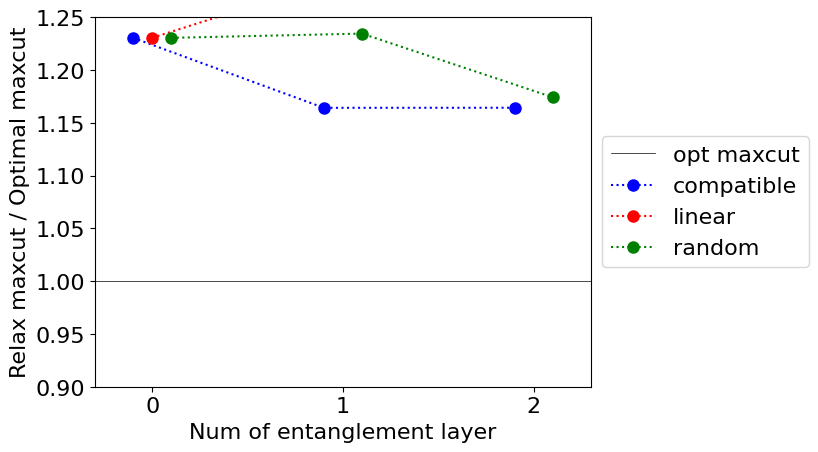 1.25
1.20
1.15
1.10
1.05
1.00
0.95
0.90
Relax maxcut / Optimal maxcut
0 1 2
Num of entanglement layer
opt maxcut
compatible
linear
random